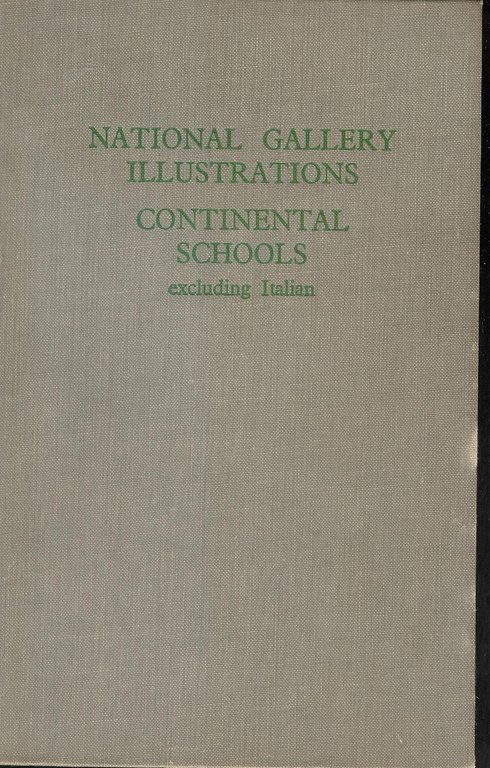 NATIONAL GALLERY
ILLUSTRATIONS
CONTINENTAL
SCHOOLS
excluding Italian